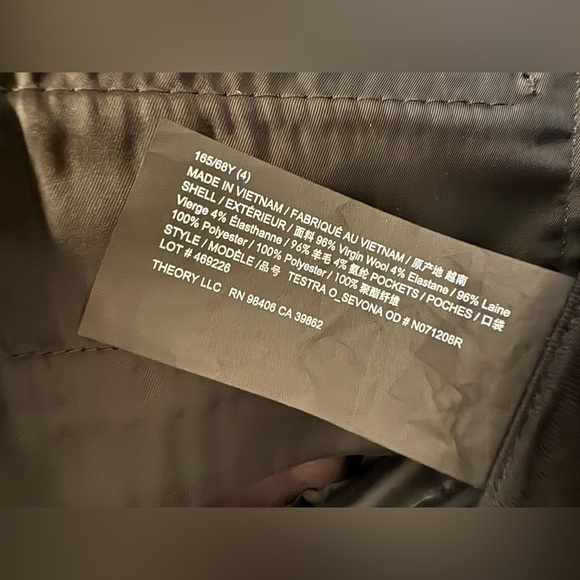 165/68Y (4)
MADE IN VIETNAM / FABRIQUÉ AU VIETNAM / 原产地 越南
SHELL / EXTÉRIEUR / 面料 96% Virgin Wool 4% Elastane / 96% Laine
Vierge 4% Élasthanne / 96% 羊毛 4% 氨纶 POCKETS / POCHES / 口袋
100% Polyester / 100% Polyester / 100% 聚酯纤维
STYLE / MODÈLE / 品号 TESTRA O_SEVONA OD # N071208R
LOT # 469226
THEORY LLC RN 98406 CA 39862